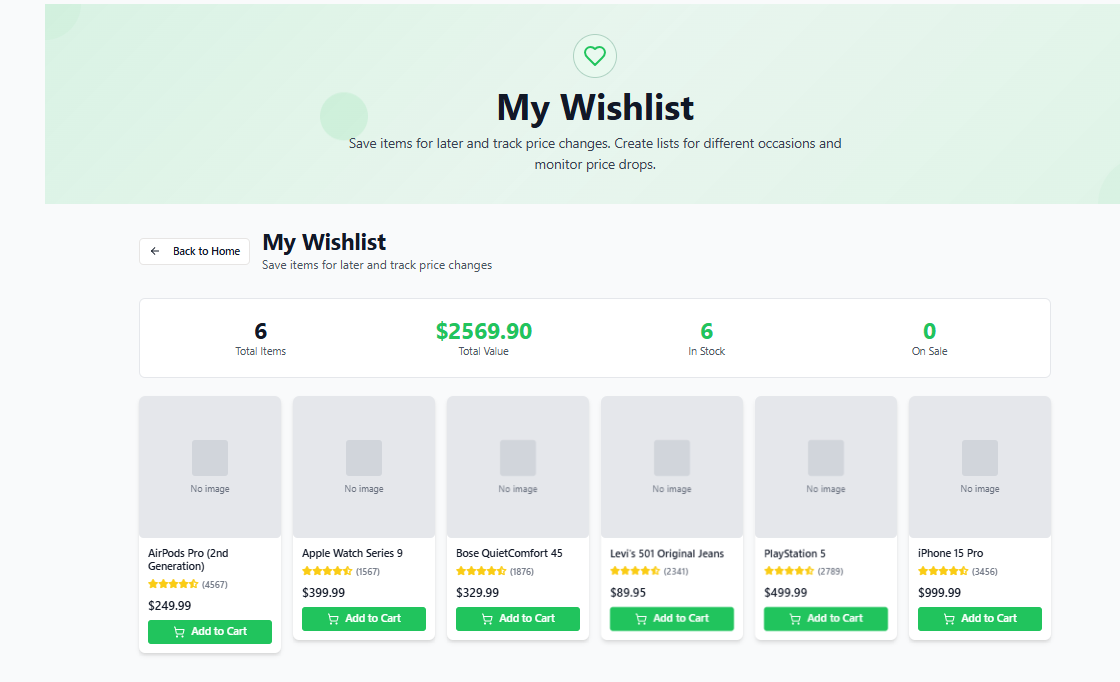 My Wishlist
Save items for later and track price changes. Create lists for different occasions and
monitor price drops.
Back to Home
My Wishlist
Save items for later and track price changes
6
Total Items
$2569.90
Total Value
6
In Stock
0
On Sale
No image
AirPods Pro (2nd
Generation)
(4567)
$249.99
Add to Cart
No image
Apple Watch Series 9
(1567)
$399.99
Add to Cart
No image
Bose QuietComfort 45
(1876)
$329.99
Add to Cart
No image
Levi's 501 Original Jeans
(2341)
$89.95
Add to Cart
No image
PlayStation 5
(2789)
$499.99
Add to Cart
No image
iPhone 15 Pro
(3456)
$999.99
Add to Cart